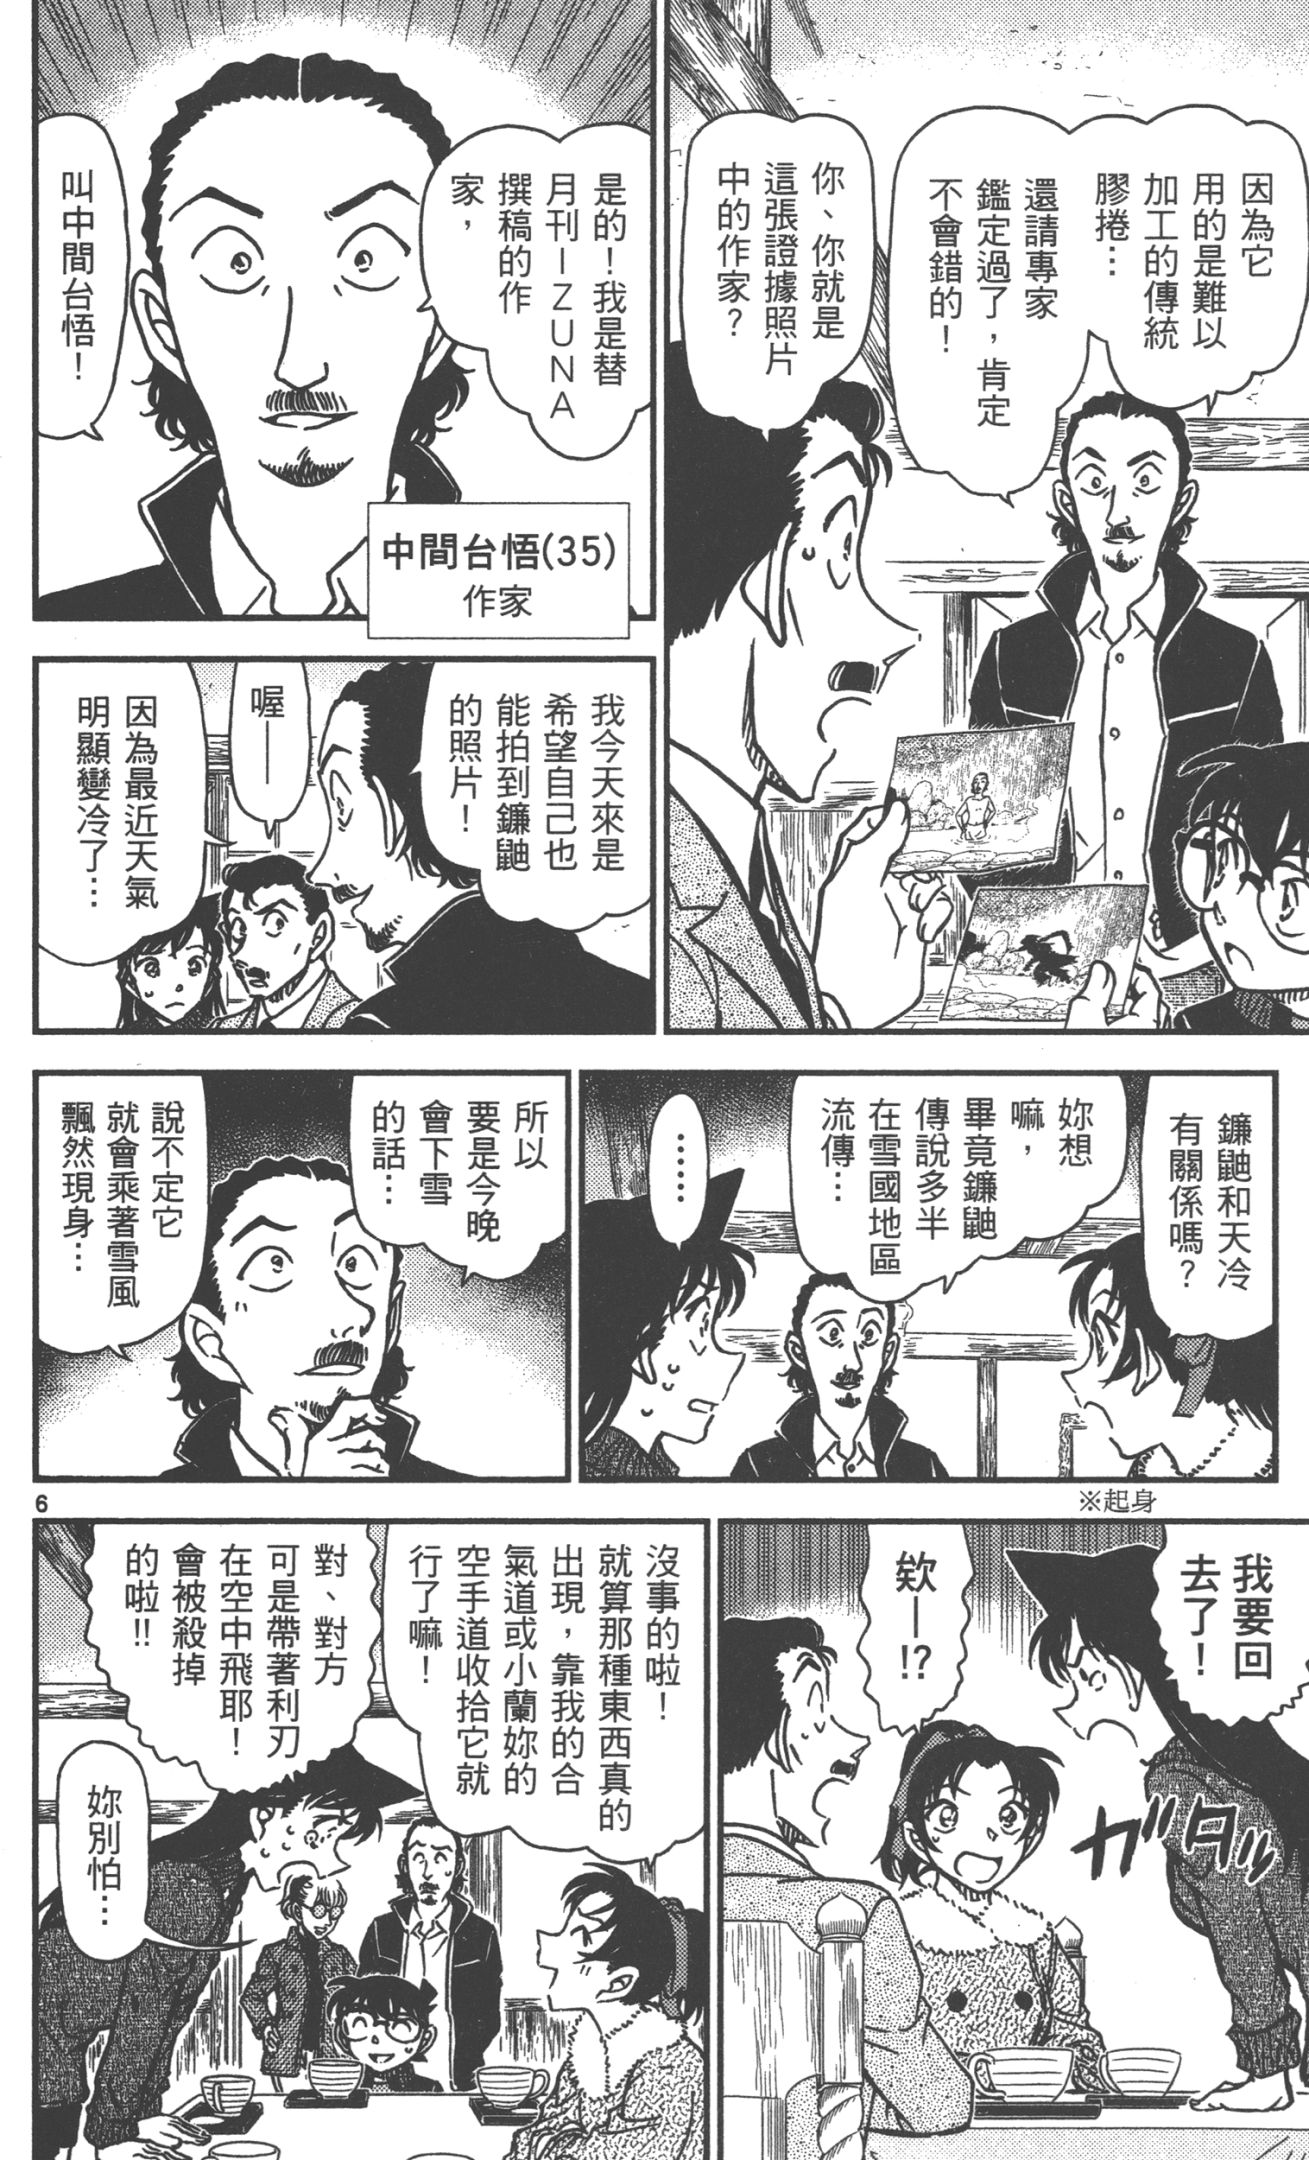 因為它
用的是難以
加工的傳統
膠捲…
還請專家
鑑定過了，肯定
不會錯的！
你、你就是
這張證據照片
中的作家？
是的！我是替
月刊IZUNA
撰稿的作
家，
叫中間台悟！
中間台悟(35)
作家
我今天來是
希望自己也
能拍到鐮鼬
的照片！
喔—
因為最近天氣
明顯變冷了…
鐮鼬和天冷
有關係嗎？
妳想
嘛，
畢竟鐮鼬
傳說多半
在雪國地區
流傳…
……
所以
要是今晚
會下雪
的話…
說不定它
就會乘著雪風
飄然現身…
6
※起身
我要回
去了！
欸—!?
ガタッ
沒事的啦！
就算那種東西真的
出現，靠我的合
氣道或小蘭妳的
空手道收拾它就
行了嘛！
對、對方
可是帶著利刃
在空中飛耶！
會被殺掉
的啦!!
妳別怕…